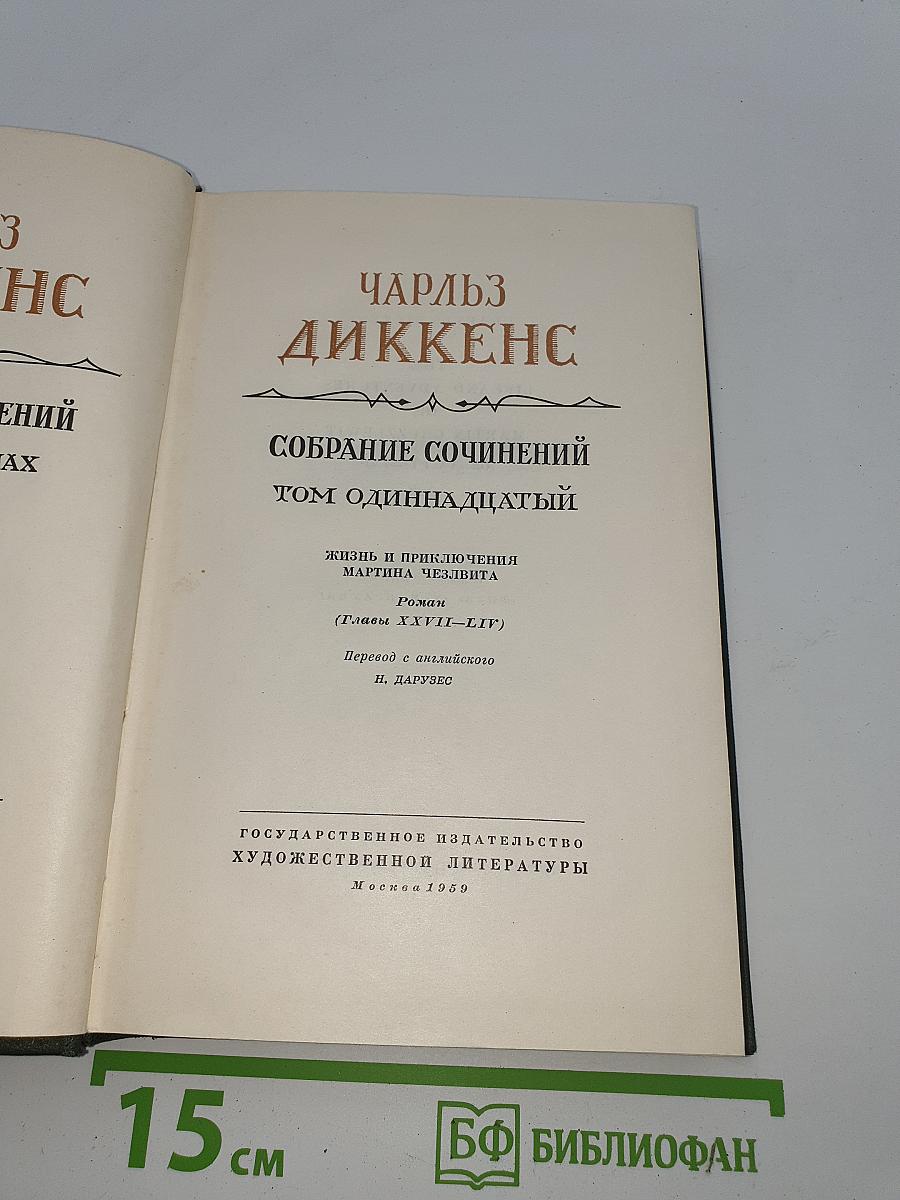 ЧАРЛЬЗ
ДИККЕНС
СОБРАНИЕ СОЧИНЕНИЙ
ТОМ ОДИННАДЦАТЫЙ
ЖИЗНЬ И ПРИКЛЮЧЕНИЯ
МАРТИНА ЧЕЗЛВИТА
Роман
(Главы XXVII—LIV)
Перевод с английского
Н. ДАРУЗЕС
ГОСУДАРСТВЕННОЕ ИЗДАТЕЛЬСТВО
ХУДОЖЕСТВЕННОЙ ЛИТЕРАТУРЫ
Москва 1959
15 см
БФ БИБЛИОФАН